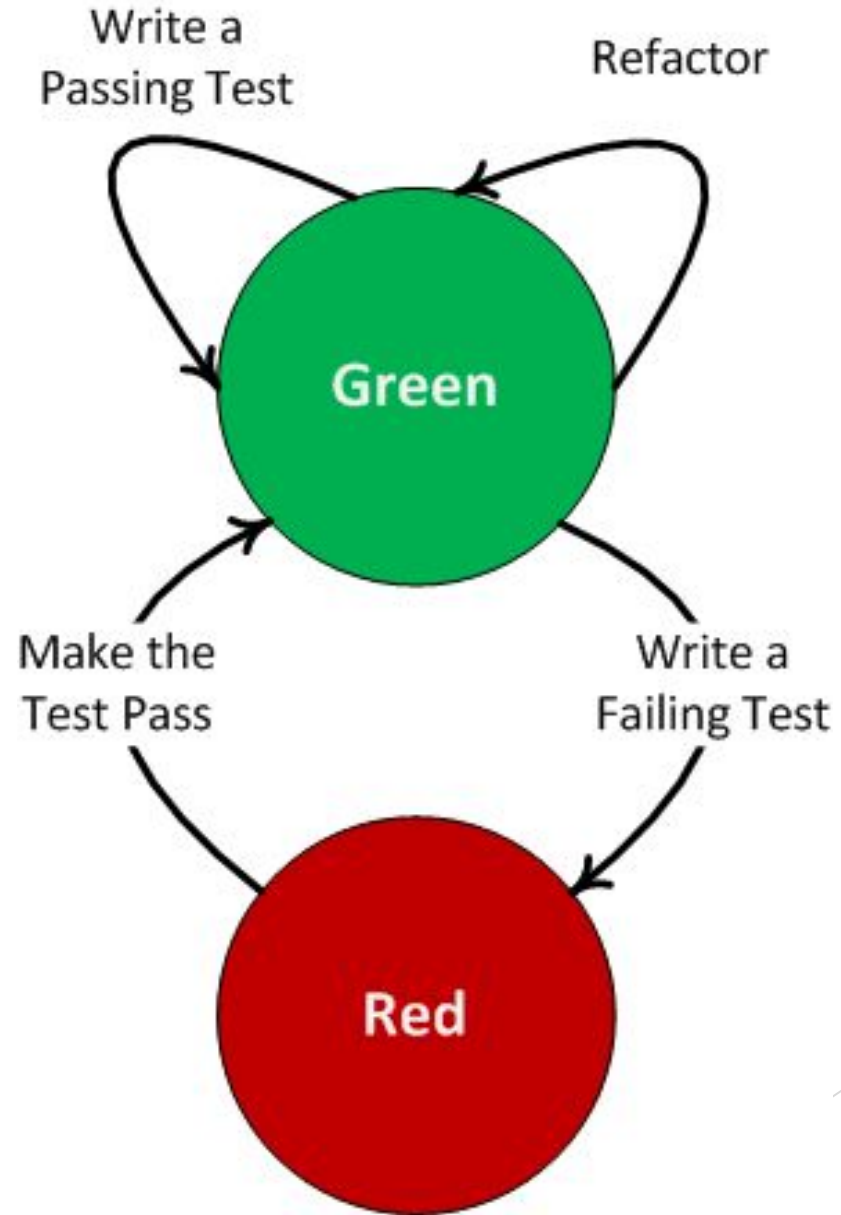 Write a
Passing Test
Refactor
Green
Make the
Test Pass
Write a
Failing Test
Red